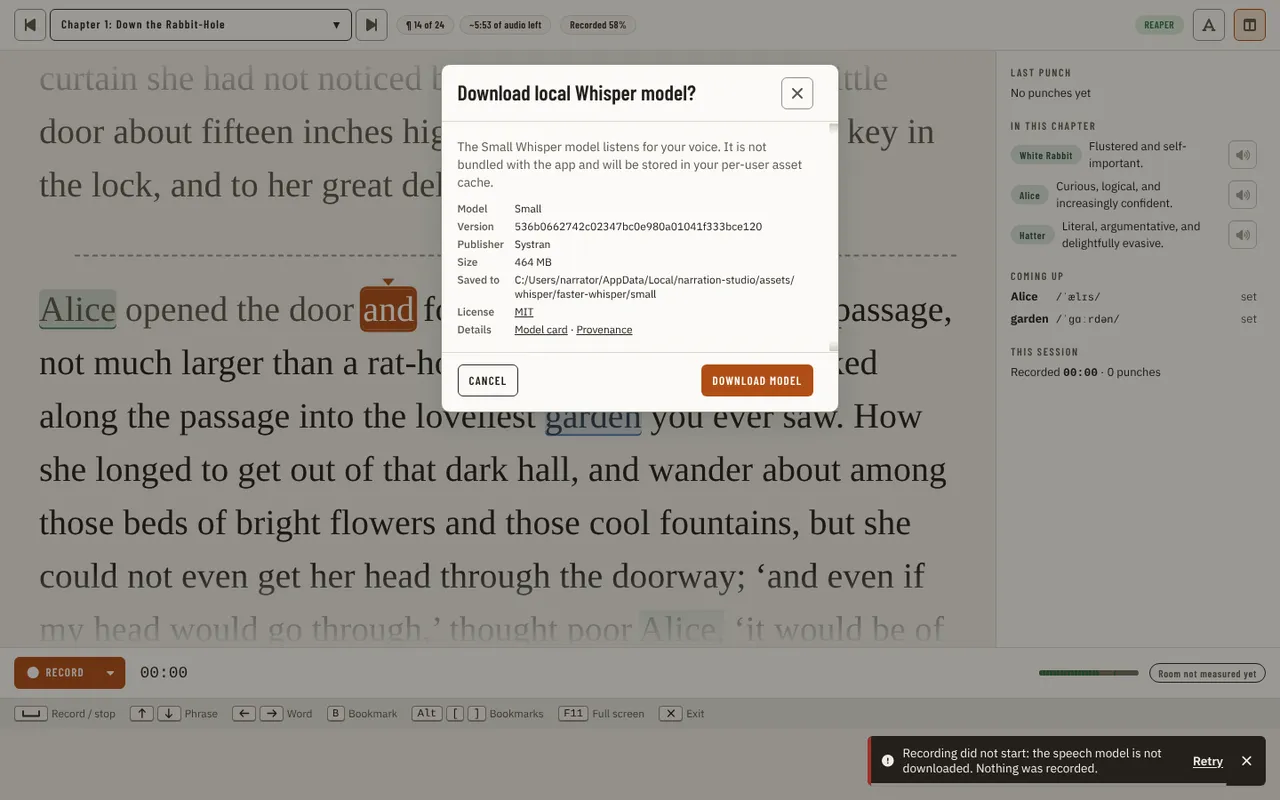 Chapter 1: Down the Rabbit-Hole
¶ 14 of 24
~5:53 of audio left
Recorded 58%
REAPER
A
curtain she had not noticed
door about fifteen inches
key in
the lock, and to her great
Alice opened the door and
passage,
not much larger than a
along the passage into the loveliest garden you ever saw. How
she longed to get out of that dark hall, and wander about among
those beds of bright flowers and those cool fountains, but she
could not even get her head through the doorway; ‘and even if
my head would go through,’ thought poor Alice, ‘it would be of
Download local Whisper model?
The Small Whisper model listens for your voice. It is not
bundled with the app and will be stored in your per-user asset
cache.
Model Small
Version 536b0662742c02347bc0e980a01041f333bce120
Publisher Systran
Size 464 MB
Saved to C:/Users/narrator/AppData/Local/narration-studio/assets/
whisper/faster-whisper/small
License MIT
Details Model card · Provenance
CANCEL
DOWNLOAD MODEL
LAST PUNCH
No punches yet
IN THIS CHAPTER
White Rabbit Flustered and self-
important.
Alice Curious, logical, and
increasingly confident.
Hatter Literal, argumentative, and
delightfully evasive.
COMING UP
Alice /ˈælɪs/ set
garden /ˈɡɑːrdən/ set
THIS SESSION
Recorded 00:00 · 0 punches
RECORD
00:00
Room not measured yet
Record / stop
Phrase
Word
B Bookmark
Alt [ ] Bookmarks
F11 Full screen
Exit
Recording did not start: the speech model is not
downloaded. Nothing was recorded.
Retry